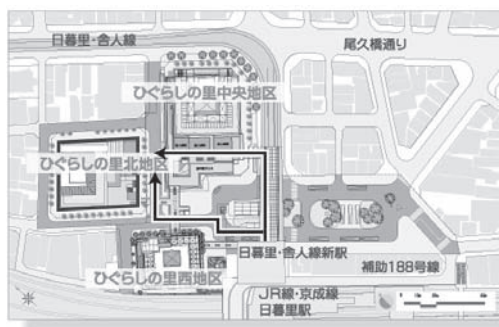 日暮里・舎人線
尾久橋通り
ひぐらしの里中央地区
ひぐらしの里北地区
日暮里・舎人線新駅
補助188号線
ひぐらしの里西地区
JR線・京成線
日暮里駅